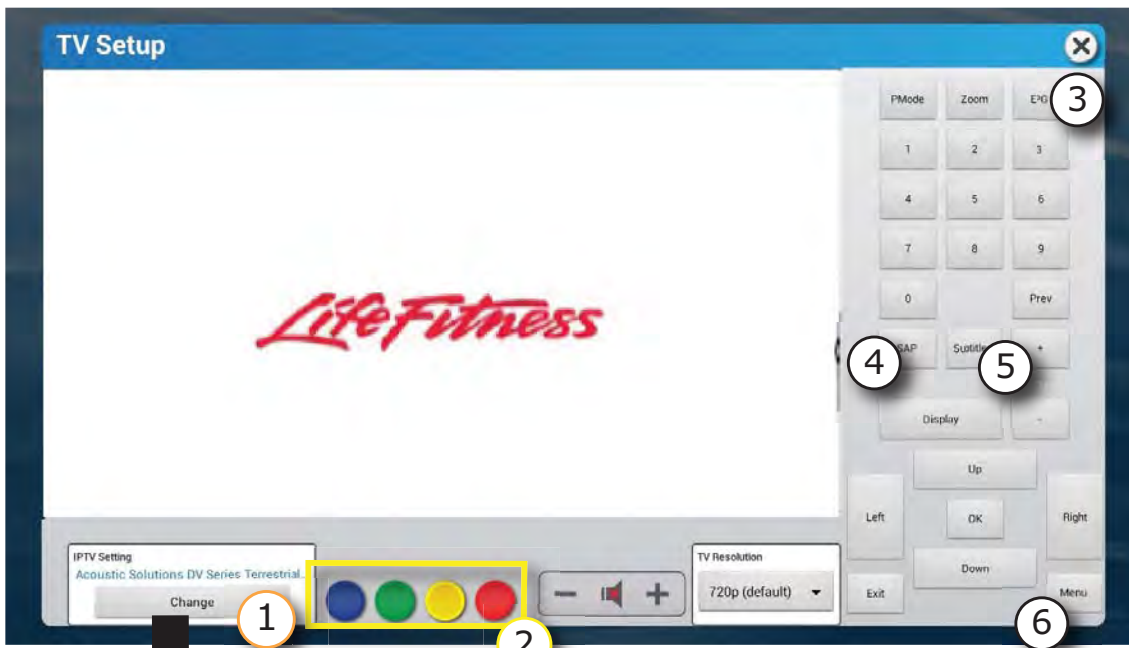 TV Setup
PMode Zoom
3
1 2 3
4 5 6
7 8 9
0 Prev
LifeFitness
4 SAP 5 +
Display -
Up
Left OK Right
Down
Exit Menu
IPTV Setting
Acoustic Solutions DV Series Terrestrial..
Change
1
2
TV Resolution
720p (default)
- +
6